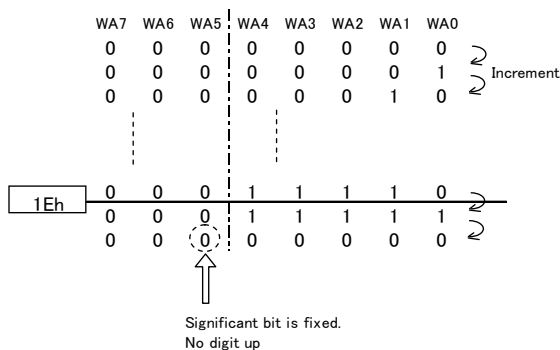 WA7 WA6 WA5 WA4 WA3 WA2 WA1 WA0
0 0 0 0 0 0 0 0
0 0 0 0 0 0 0 1 Increment
0 0 0 0 0 0 1 0
1Eh 0 0 0 1 1 1 1 0
0 0 0 1 1 1 1 1
0 0 0 0 0 0 0 0
Significant bit is fixed.
No digit up